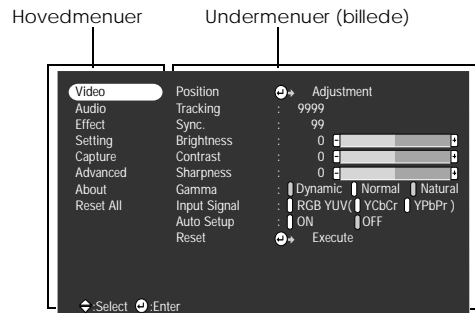 Hovedmenuer Undermenuer (billede)
Video Position Adjustment
Audio Tracking : 9999
Effect Sync. : 99
Setting Brightness : 0
Capture Contrast : 0
Advanced Sharpness : 0
About Gamma : Dynamic Normal Natural
Reset All Input Signal : RGB YUV( YCbCr YPbPr )
Auto Setup : ON OFF
Reset Execute
:Select :Enter